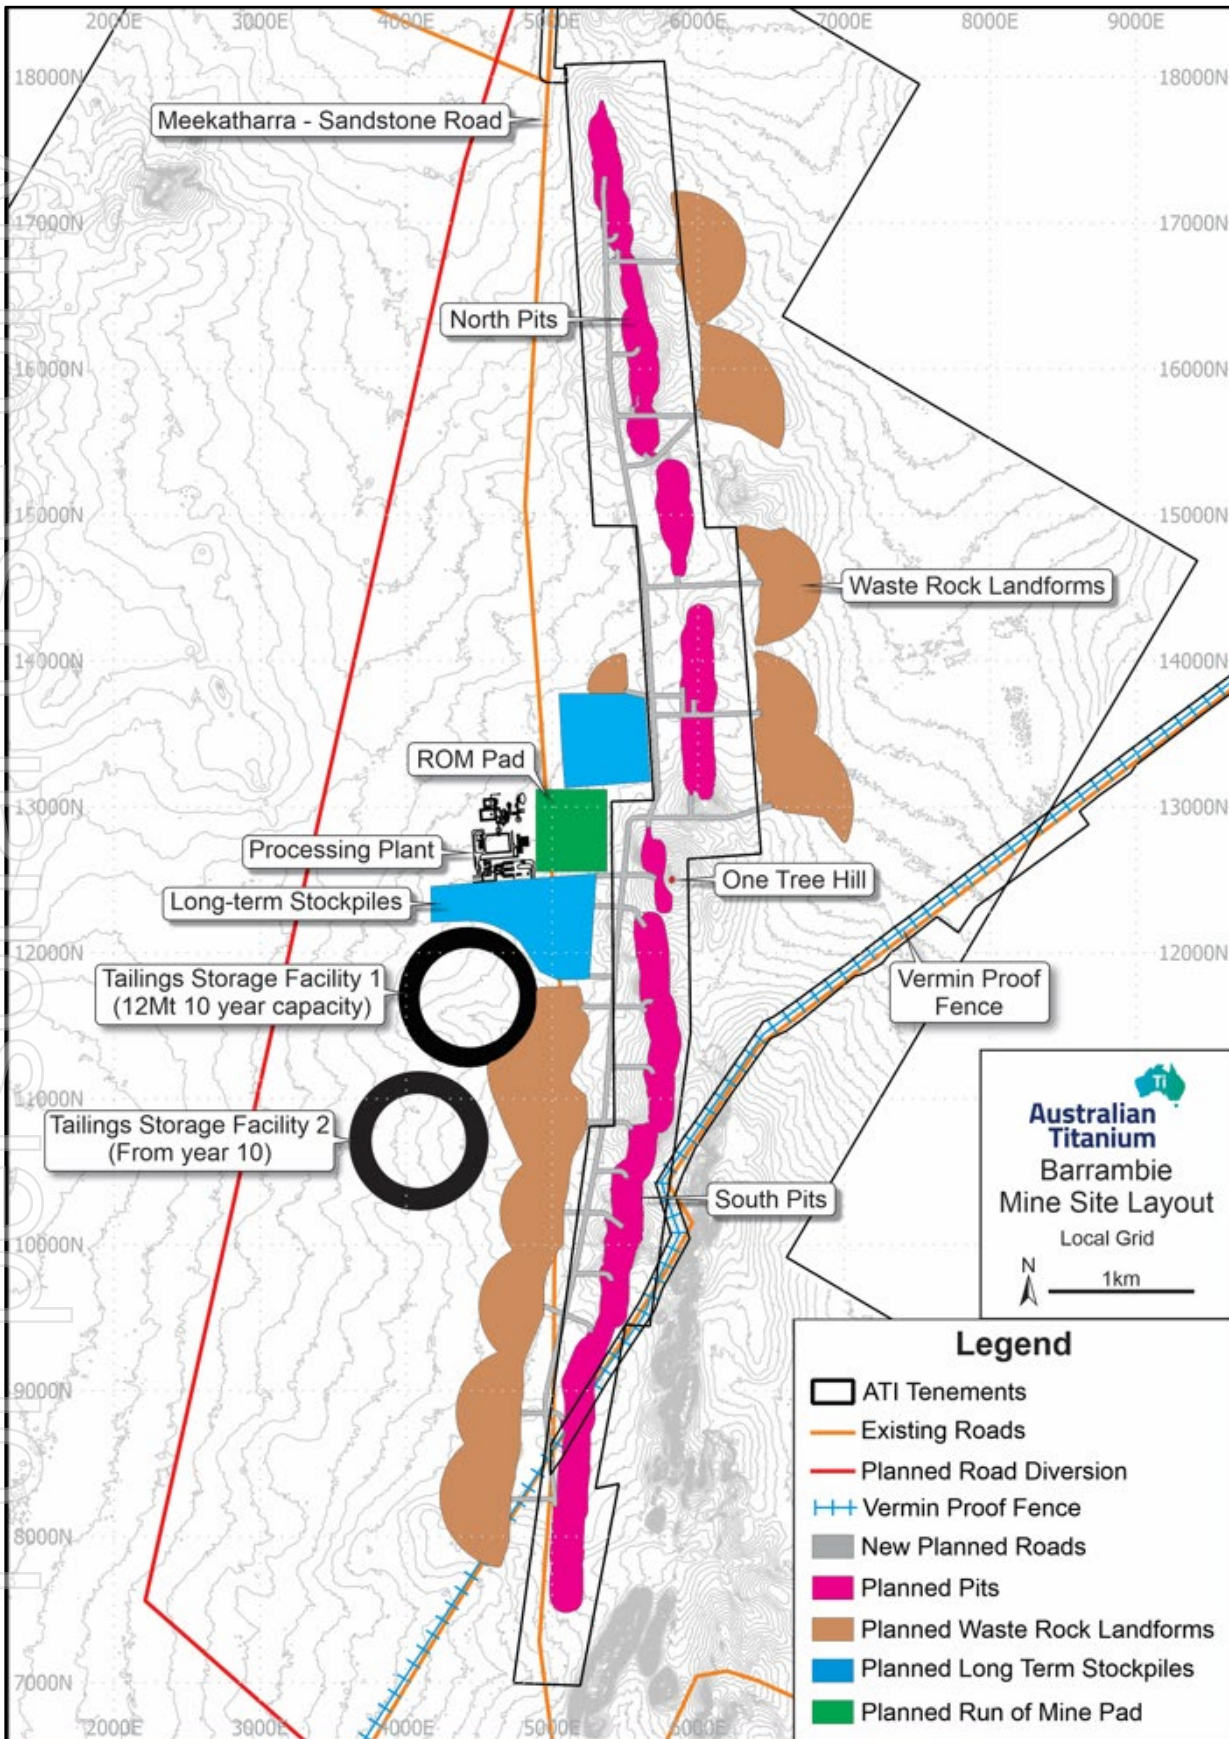 2000E 3000E 4000E 5000E 6000E 7000E 8000E 9000E
18000N 18000N
Meekatharra - Sandstone Road
17000N 17000N
North Pits
16000N 16000N
15000N 15000N
Waste Rock Landforms
14000N 14000N
ROM Pad
13000N 13000N
Processing Plant
One Tree Hill
Long-term Stockpiles
12000N 12000N
Tailings Storage Facility 1
(12Mt 10 year capacity)
Vermin Proof
Fence
11000N
Tailings Storage Facility 2
(From year 10)
South Pits
10000N
Ti
Australian
Titanium
Barrambie
Mine Site Layout
Local Grid
N
1km
9000N
8000N
7000N
2000E 3000E 4000E 5000E 6000E
Legend
ATI Tenements
Existing Roads
Planned Road Diversion
Vermin Proof Fence
New Planned Roads
Planned Pits
Planned Waste Rock Landforms
Planned Long Term Stockpiles
Planned Run of Mine Pad